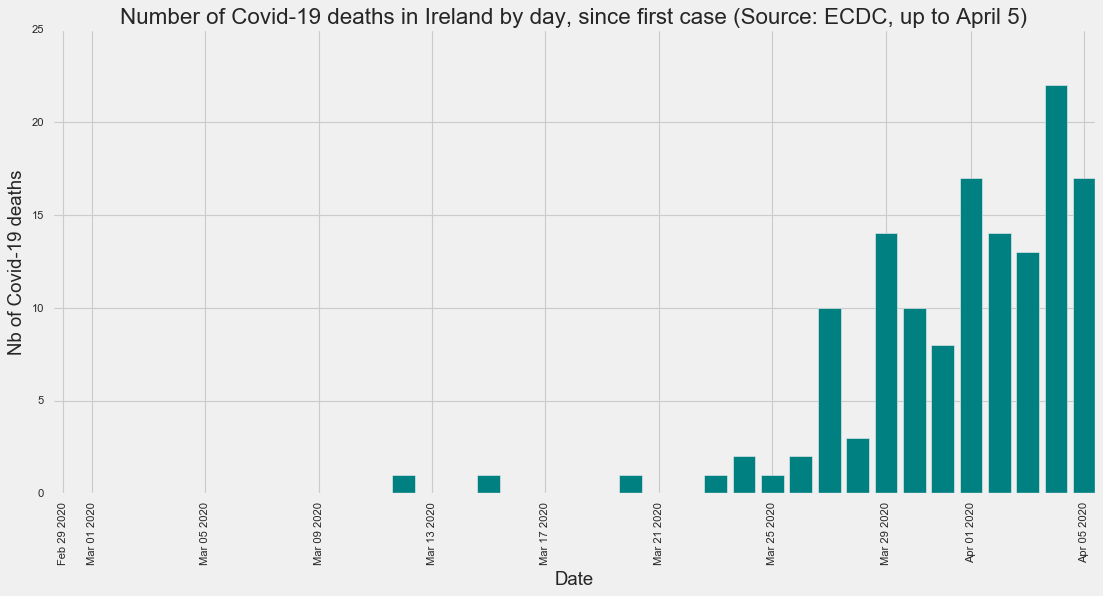 Number of Covid-19 deaths in Ireland by day, since first case (Source: ECDC, up to April 5)
Nb of Covid-19 deaths
25
20
15
10
5
0
Feb 29 2020
Mar 01 2020
Mar 05 2020
Mar 09 2020
Mar 13 2020
Mar 17 2020
Mar 21 2020
Mar 25 2020
Mar 29 2020
Apr 01 2020
Apr 05 2020
Date